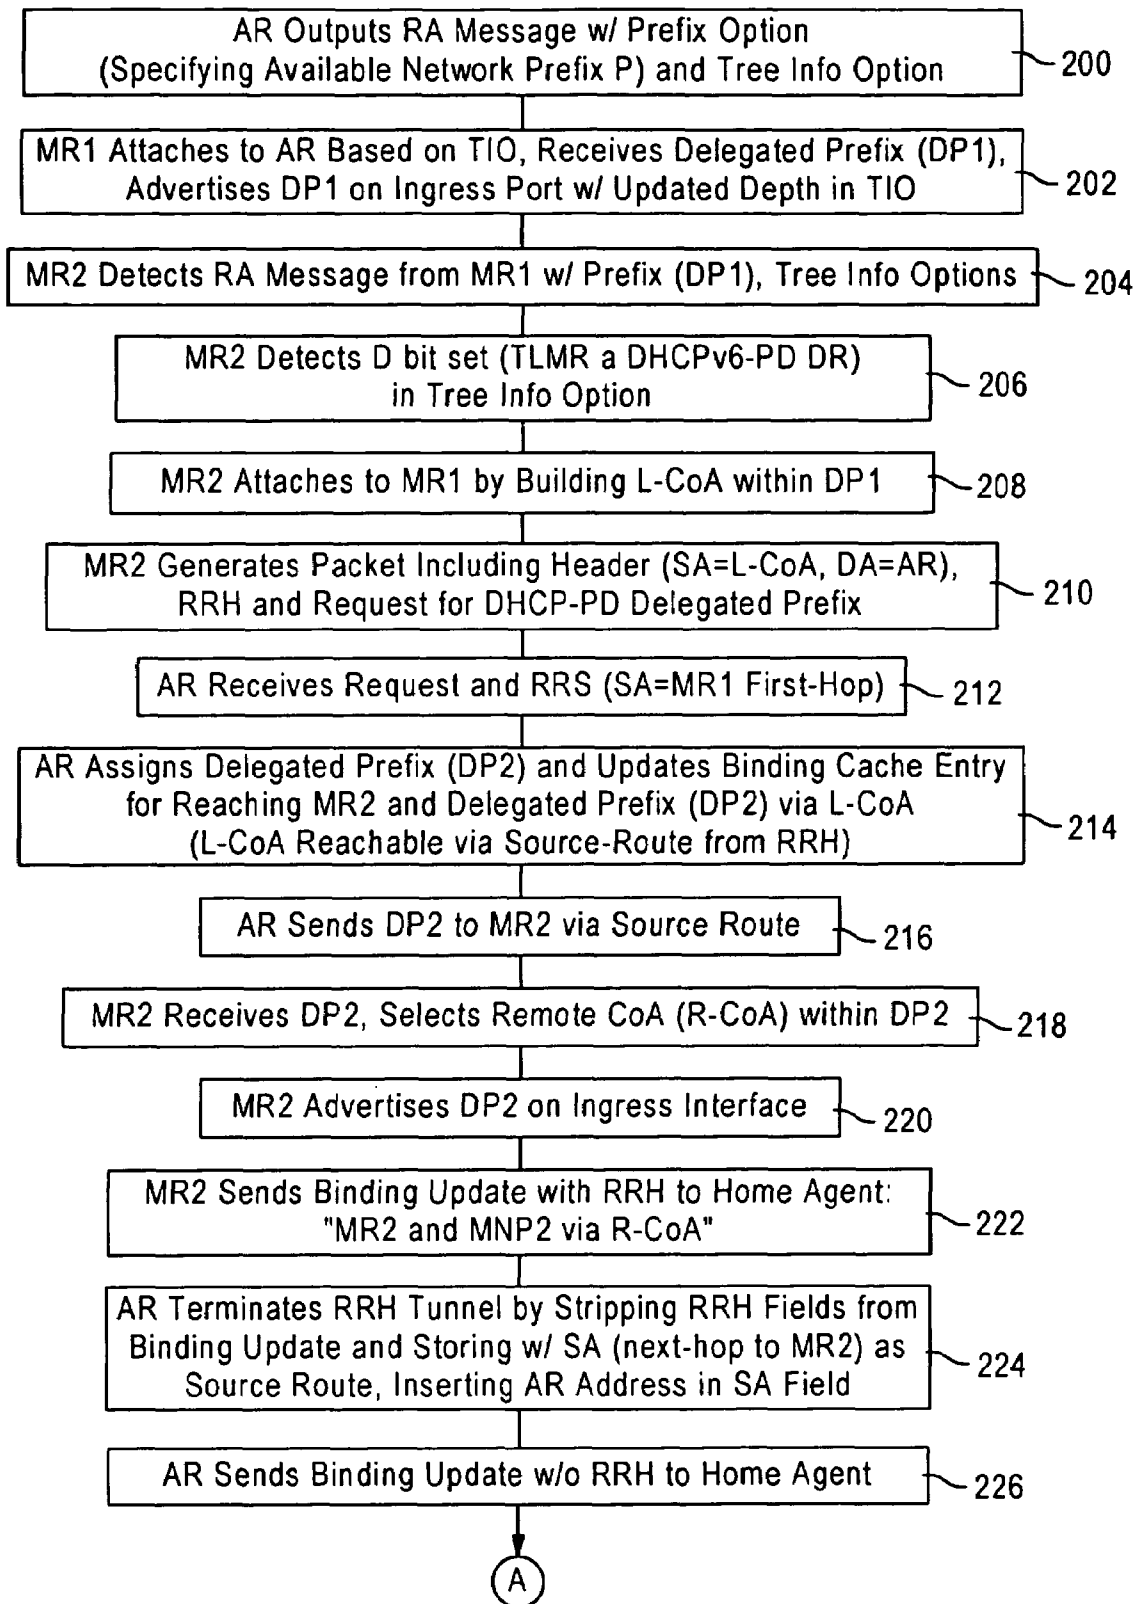 AR Outputs RA Message w/ Prefix Option
(Specifying Available Network Prefix P) and Tree Info Option
200
MR1 Attaches to AR Based on TIO, Receives Delegated Prefix (DP1),
Advertises DP1 on Ingress Port w/ Updated Depth in TIO
202
MR2 Detects RA Message from MR1 w/ Prefix (DP1), Tree Info Options
204
MR2 Detects D bit set (TLMR a DHCPv6-PD DR)
in Tree Info Option
206
MR2 Attaches to MR1 by Building L-CoA within DP1
208
MR2 Generates Packet Including Header (SA=L-CoA, DA=AR),
RRH and Request for DHCP-PD Delegated Prefix
210
AR Receives Request and RRS (SA=MR1 First-Hop)
212
AR Assigns Delegated Prefix (DP2) and Updates Binding Cache Entry
for Reaching MR2 and Delegated Prefix (DP2) via L-CoA
(L-CoA Reachable via Source-Route from RRH)
214
AR Sends DP2 to MR2 via Source Route
216
MR2 Receives DP2, Selects Remote CoA (R-CoA) within DP2
218
MR2 Advertises DP2 on Ingress Interface
220
MR2 Sends Binding Update with RRH to Home Agent:
"MR2 and MNP2 via R-CoA"
222
AR Terminates RRH Tunnel by Stripping RRH Fields from
Binding Update and Storing w/ SA (next-hop to MR2) as
Source Route, Inserting AR Address in SA Field
224
AR Sends Binding Update w/o RRH to Home Agent
226
A